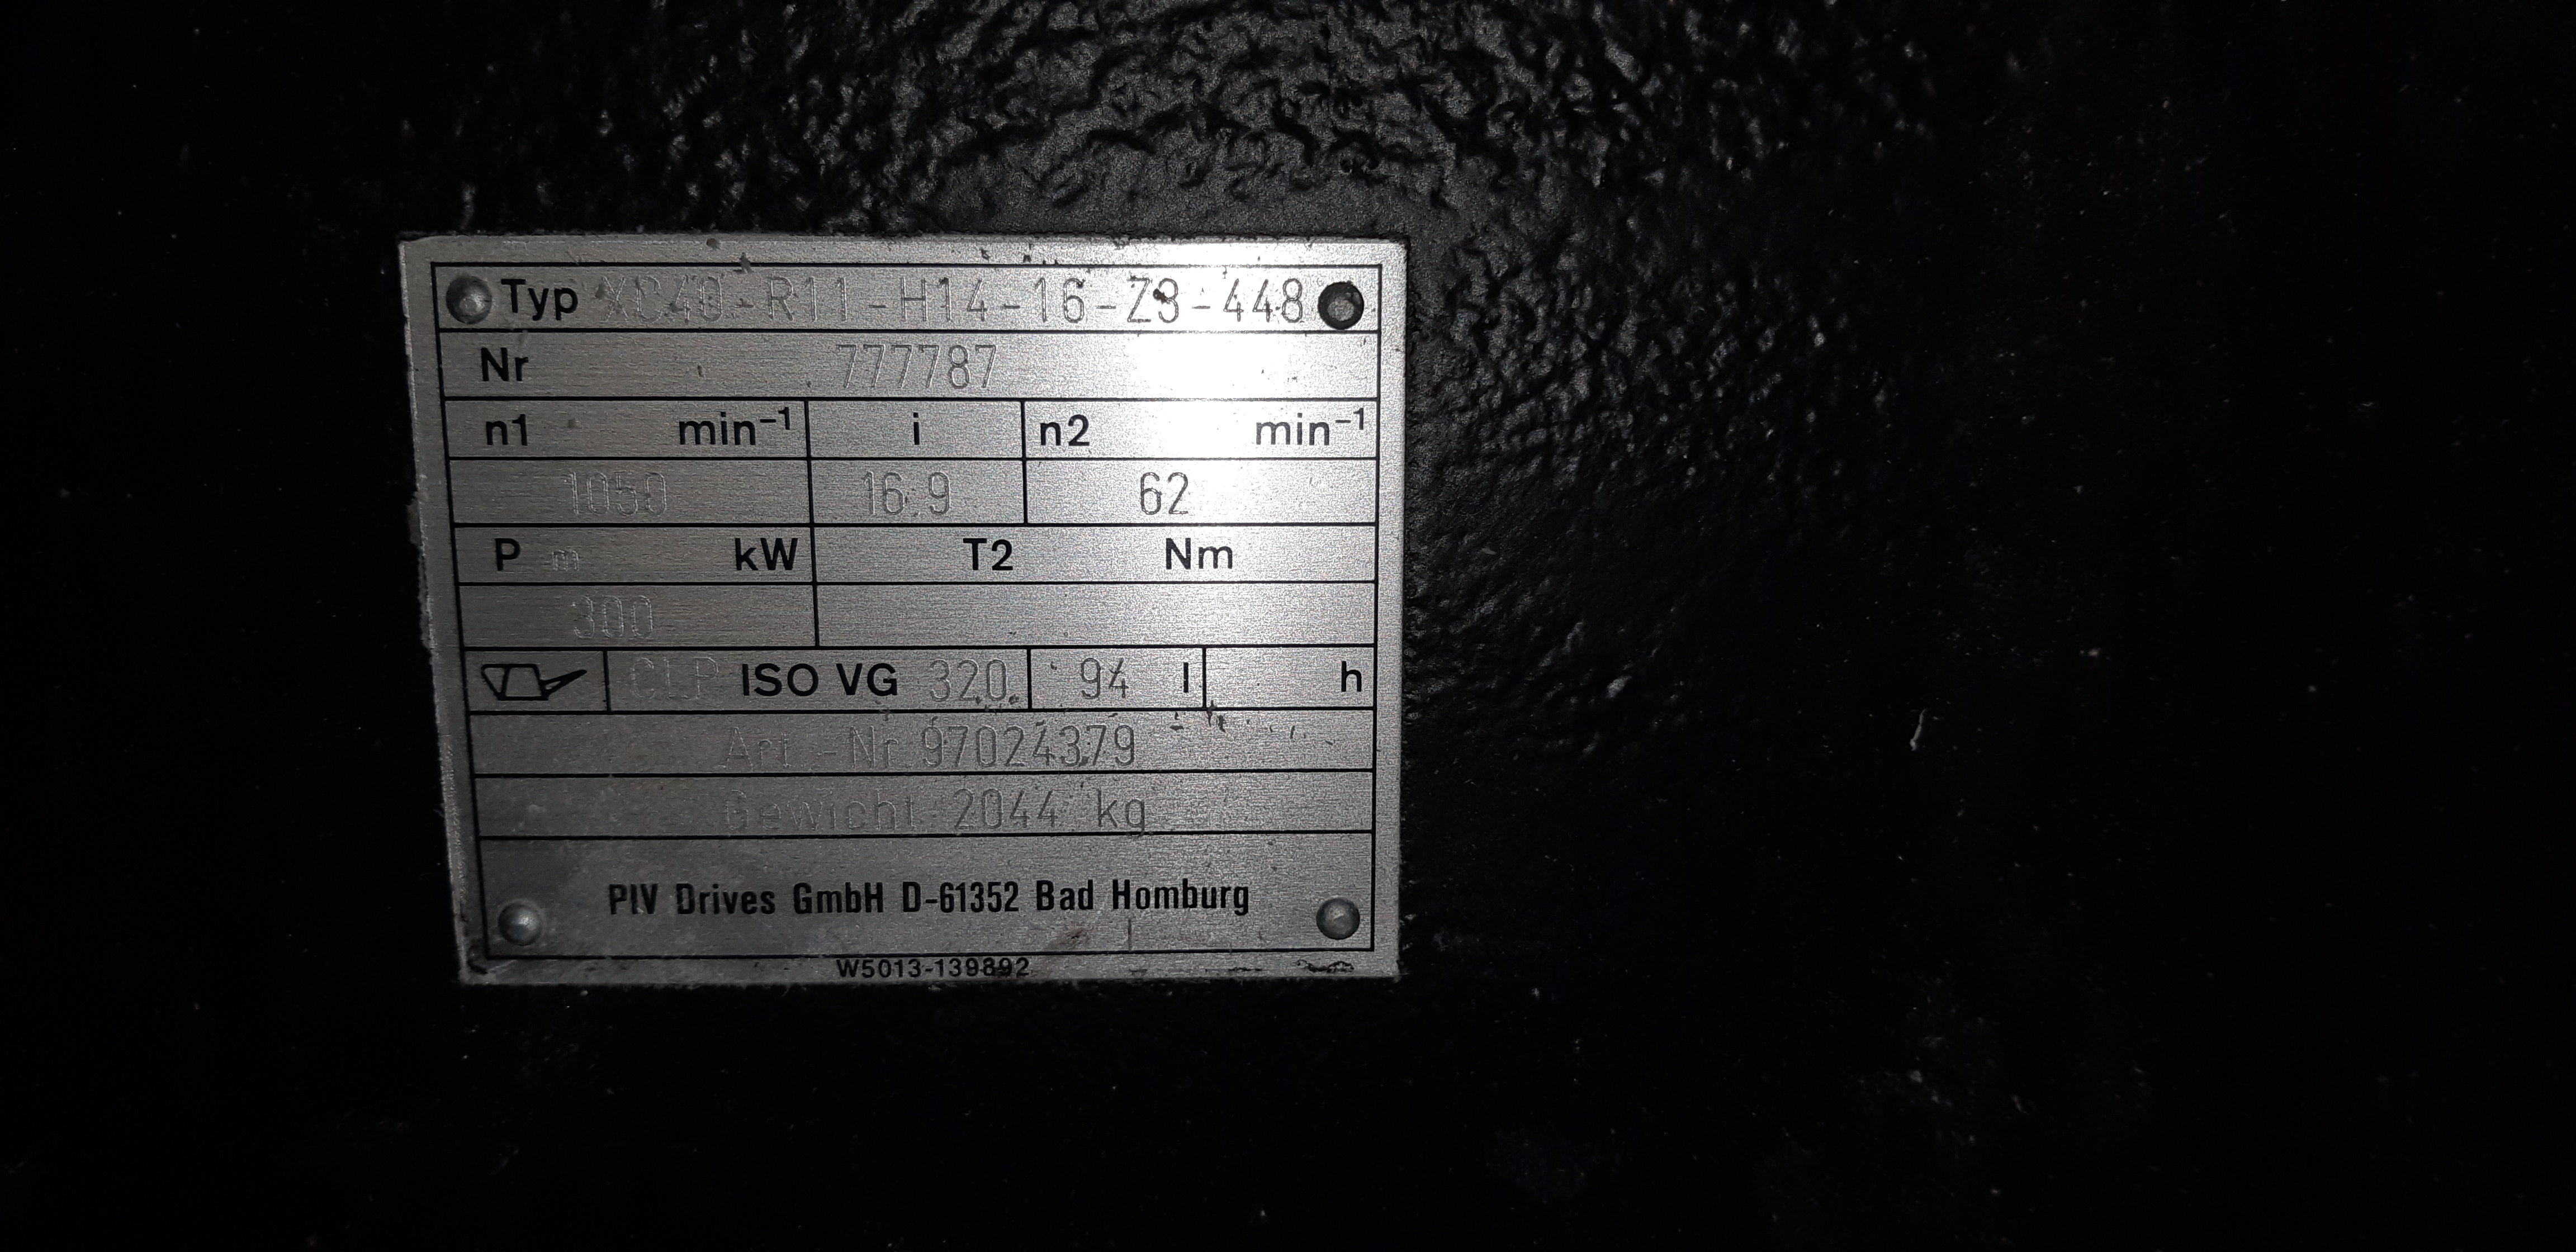 Typ XC40-R11-H14-16-Z3-448
Nr 777787
n1 min⁻¹ i n2 min⁻¹
1050 16.9 62
P m kW T2 Nm
300
CLP ISO VG 320 94 l h
Art.-Nr.97024379
Gewicht 2044 kg
PIV Drives GmbH D-61352 Bad Homburg
W5013-139892